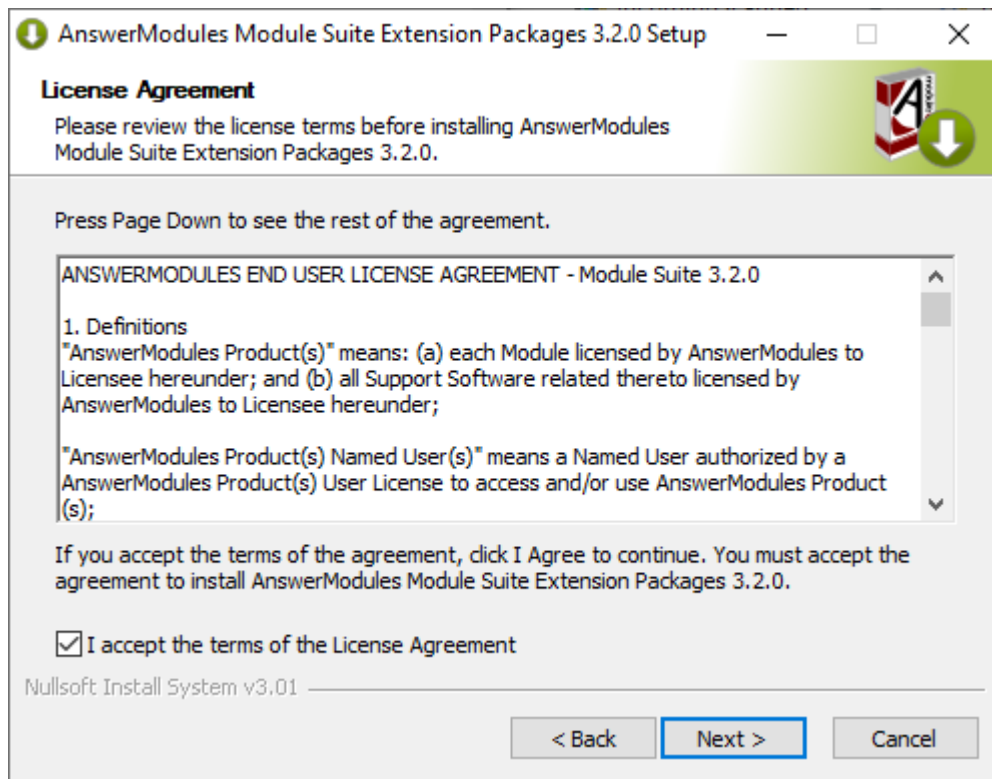 AnswerModules Module Suite Extension Packages 3.2.0 Setup
License Agreement
Please review the license terms before installing AnswerModules
Module Suite Extension Packages 3.2.0.
Press Page Down to see the rest of the agreement.
ANSWERMODULES END USER LICENSE AGREEMENT - Module Suite 3.2.0
1. Definitions
"AnswerModules Product(s)" means: (a) each Module licensed by AnswerModules to
Licensee hereunder; and (b) all Support Software related thereto licensed by
AnswerModules to Licensee hereunder;
"AnswerModules Product(s) Named User(s)" means a Named User authorized by a
AnswerModules Product(s) User License to access and/or use AnswerModules Product
(s);
If you accept the terms of the agreement, click I Agree to continue. You must accept the
agreement to install AnswerModules Module Suite Extension Packages 3.2.0.
I accept the terms of the License Agreement
Nullsoft Install System v3.01
< Back
Next >
Cancel